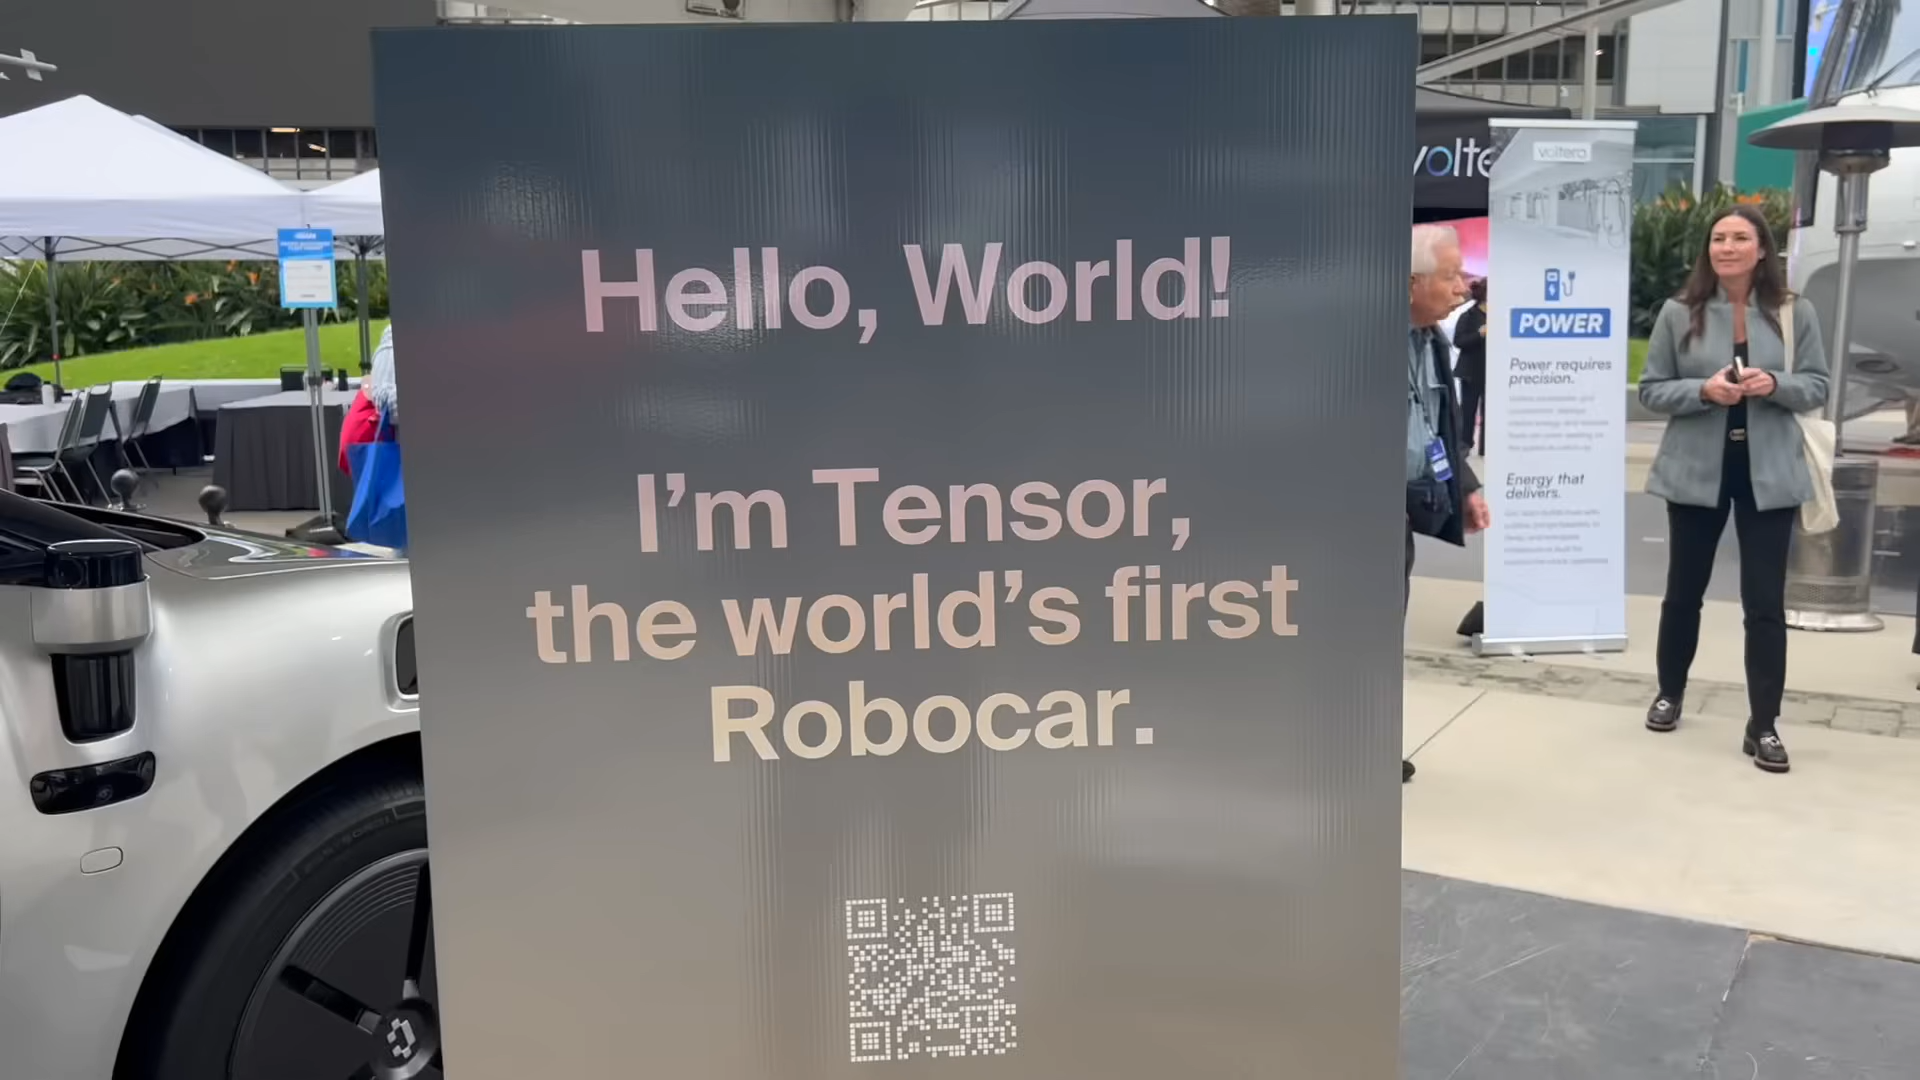 Hello, World!
I'm Tensor,
the world's first
Robocar.
volte
voltera
POWER
Power requires
precision.
Energy that
delivers.